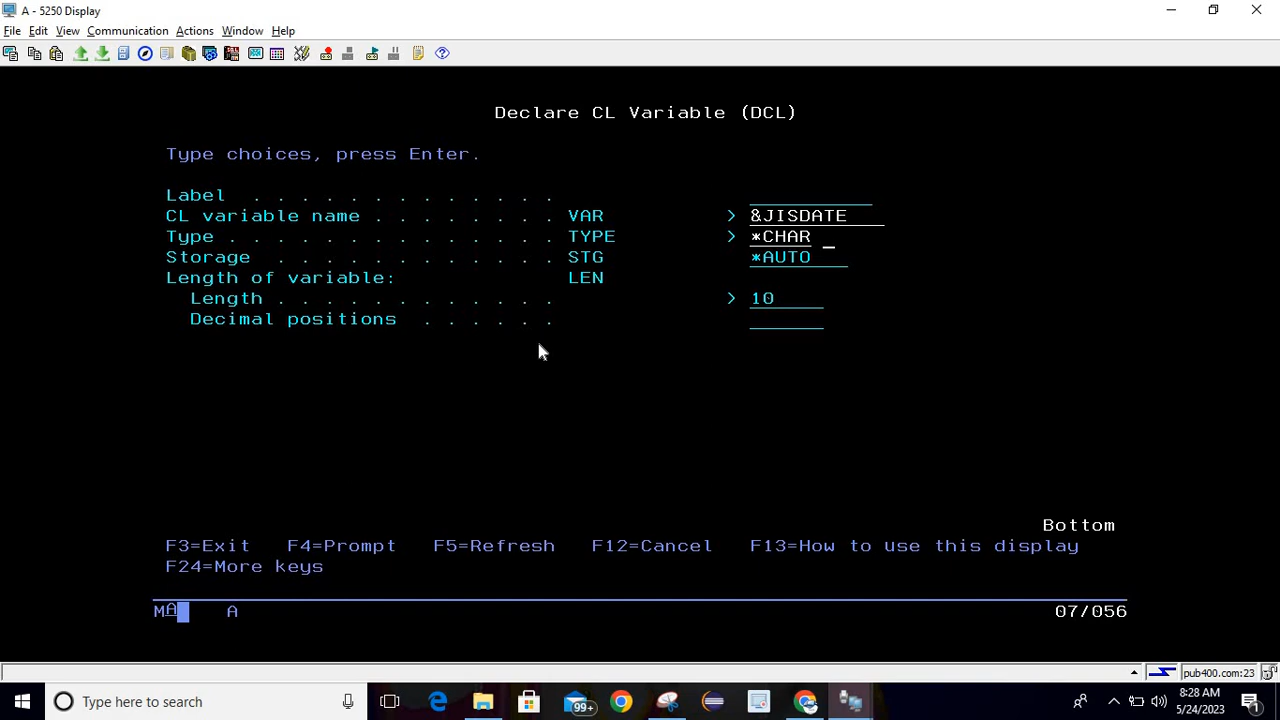 A - 5250 Display
File Edit View Communication Actions Window Help
Declare CL Variable (DCL)
Type choices, press Enter.
Label . . . . . . . . . . . . .
CL variable name . . . . . . . . VAR > &JISDATE
Type . . . . . . . . . . . . . . TYPE > *CHAR _
Storage . . . . . . . . . . . . STG *AUTO
Length of variable: LEN
Length . . . . . . . . . . . . > 10
Decimal positions . . . . . .
Bottom
F3=Exit F4=Prompt F5=Refresh F12=Cancel F13=How to use this display
F24=More keys
MA A 07/056
pub400.com:23
Type here to search
99+
8:28 AM
5/24/2023
1